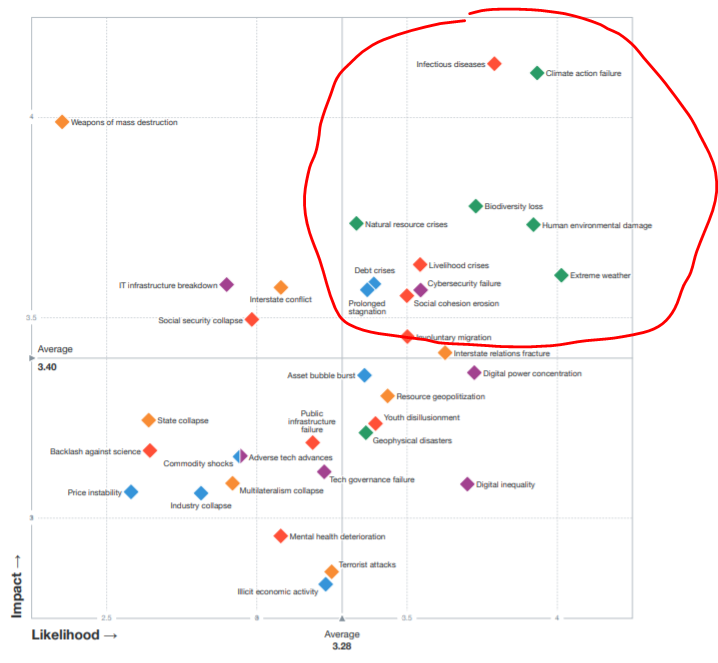 Infectious diseases
Climate action failure
4
Weapons of mass destruction
Biodiversity loss
Natural resource crises
Human environmental damage
Livelihood crises
Debt crises
Extreme weather
IT infrastructure breakdown
Cybersecurity failure
Interstate conflict
Prolonged
stagnation
Social cohesion erosion
3.5
Social security collapse
Involuntary migration
Average
3.40
Interstate relations fracture
Asset bubble burst
Digital power concentration
Resource geopolitization
State collapse
Public
infrastructure
failure
Youth disillusionment
Geophysical disasters
Backlash against science
Commodity shocks
Adverse tech advances
Tech governance failure
Price instability
Industry collapse
Multilateralism collapse
Digital inequality
3
Mental health deterioration
Terrorist attacks
Illicit economic activity
Impact →
2.5
3
3.5
4
Likelihood →
Average
3.28